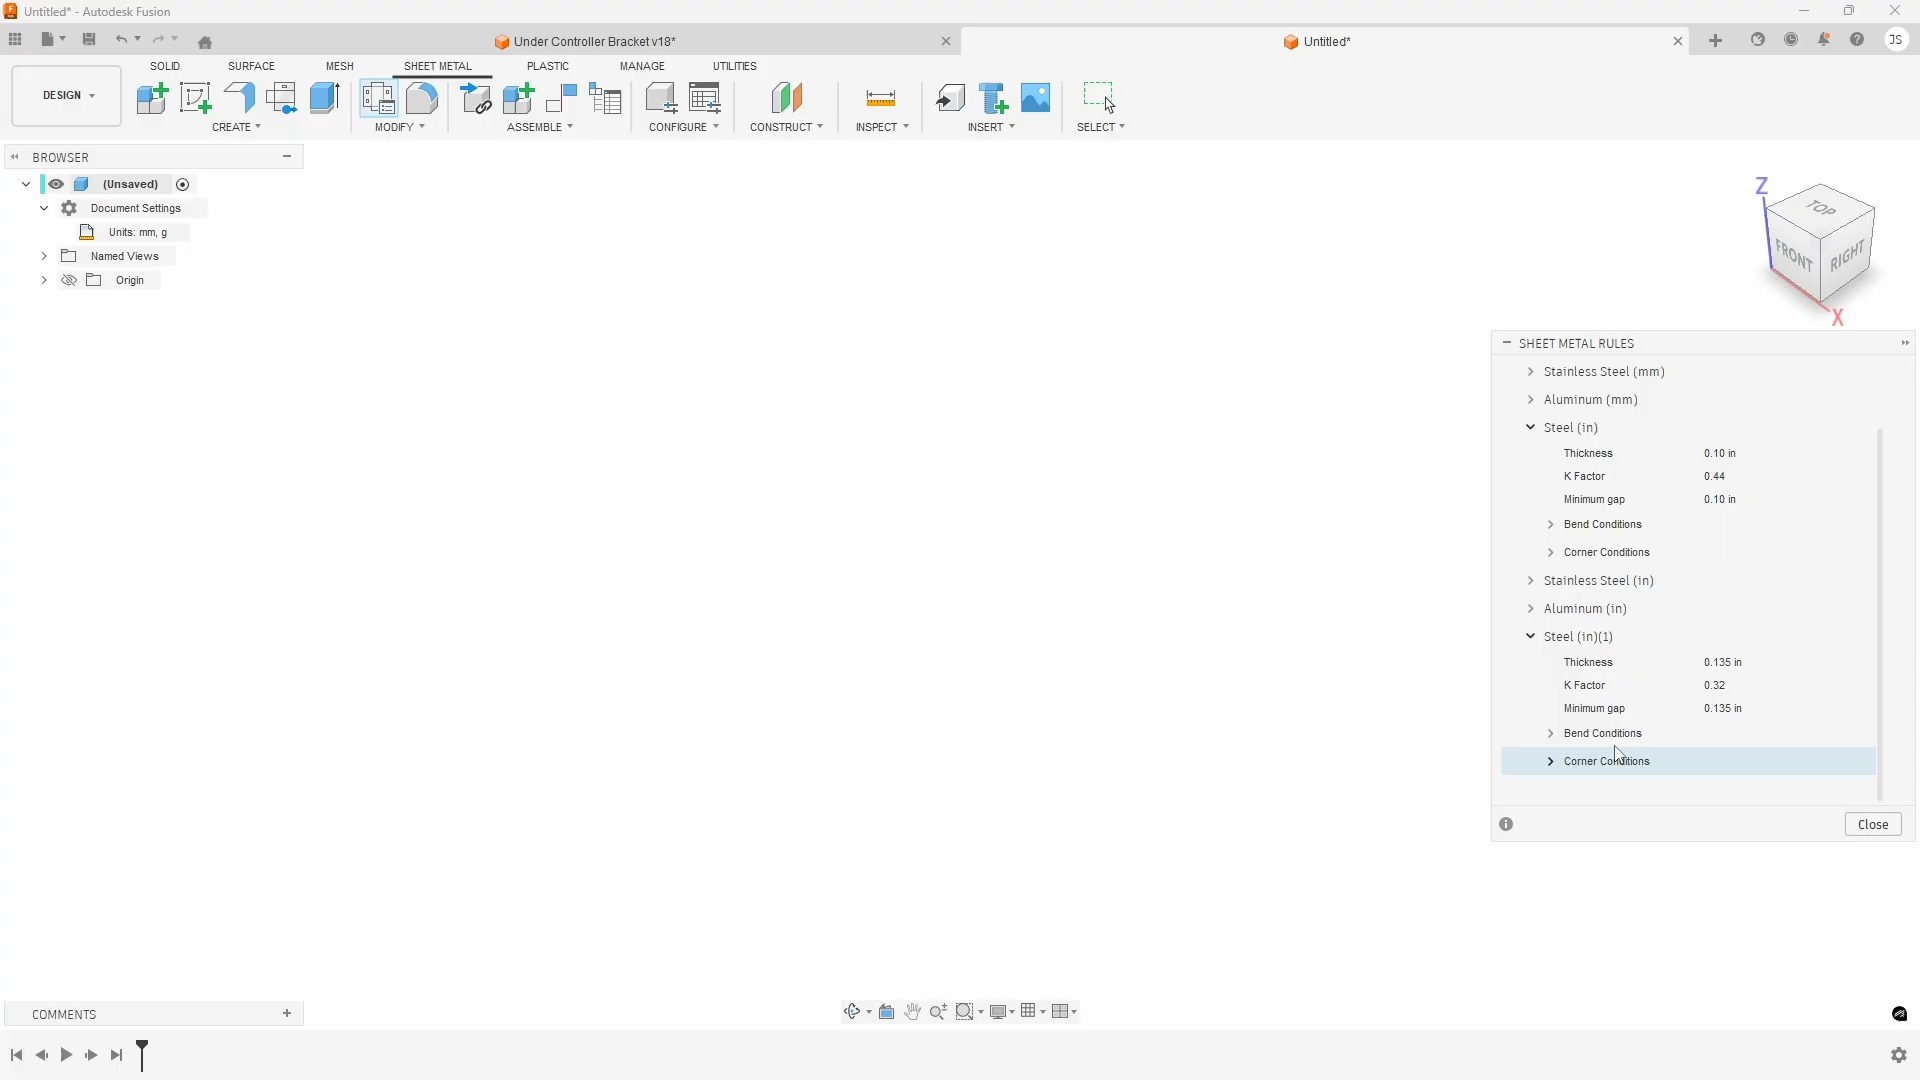 Untitled* - Autodesk Fusion
Under Controller Bracket v18*
Untitled*
JS
SOLID SURFACE MESH SHEET METAL PLASTIC MANAGE UTILITIES
DESIGN
CREATE MODIFY ASSEMBLE CONFIGURE CONSTRUCT INSPECT INSERT SELECT
BROWSER
(Unsaved)
Document Settings
Units: mm, g
Named Views
Origin
Z
TOP
FRONT
RIGHT
X
SHEET METAL RULES
Stainless Steel (mm)
Aluminum (mm)
Steel (in)
Thickness 0.10 in
K Factor 0.44
Minimum gap 0.10 in
Bend Conditions
Corner Conditions
Stainless Steel (in)
Aluminum (in)
Steel (in)(1)
Thickness 0.135 in
K Factor 0.32
Minimum gap 0.135 in
Bend Conditions
Corner Conditions
Close
COMMENTS